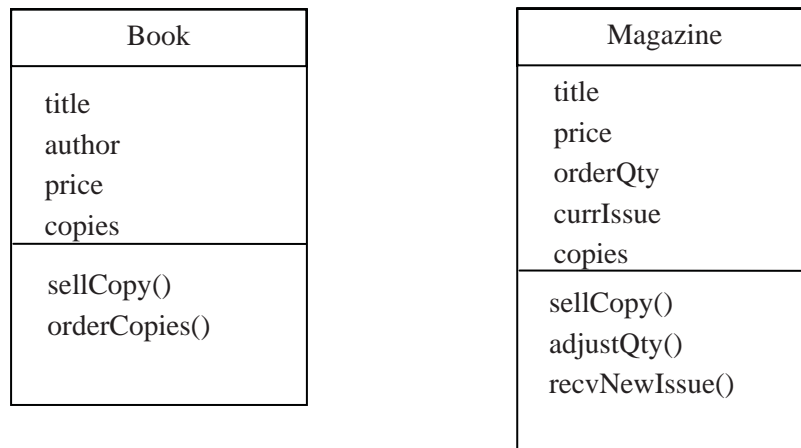 Book
title
author
price
copies
sellCopy()
orderCopies()
Magazine
title
price
orderQty
currIssue
copies
sellCopy()
adjustQty()
recvNewIssue()